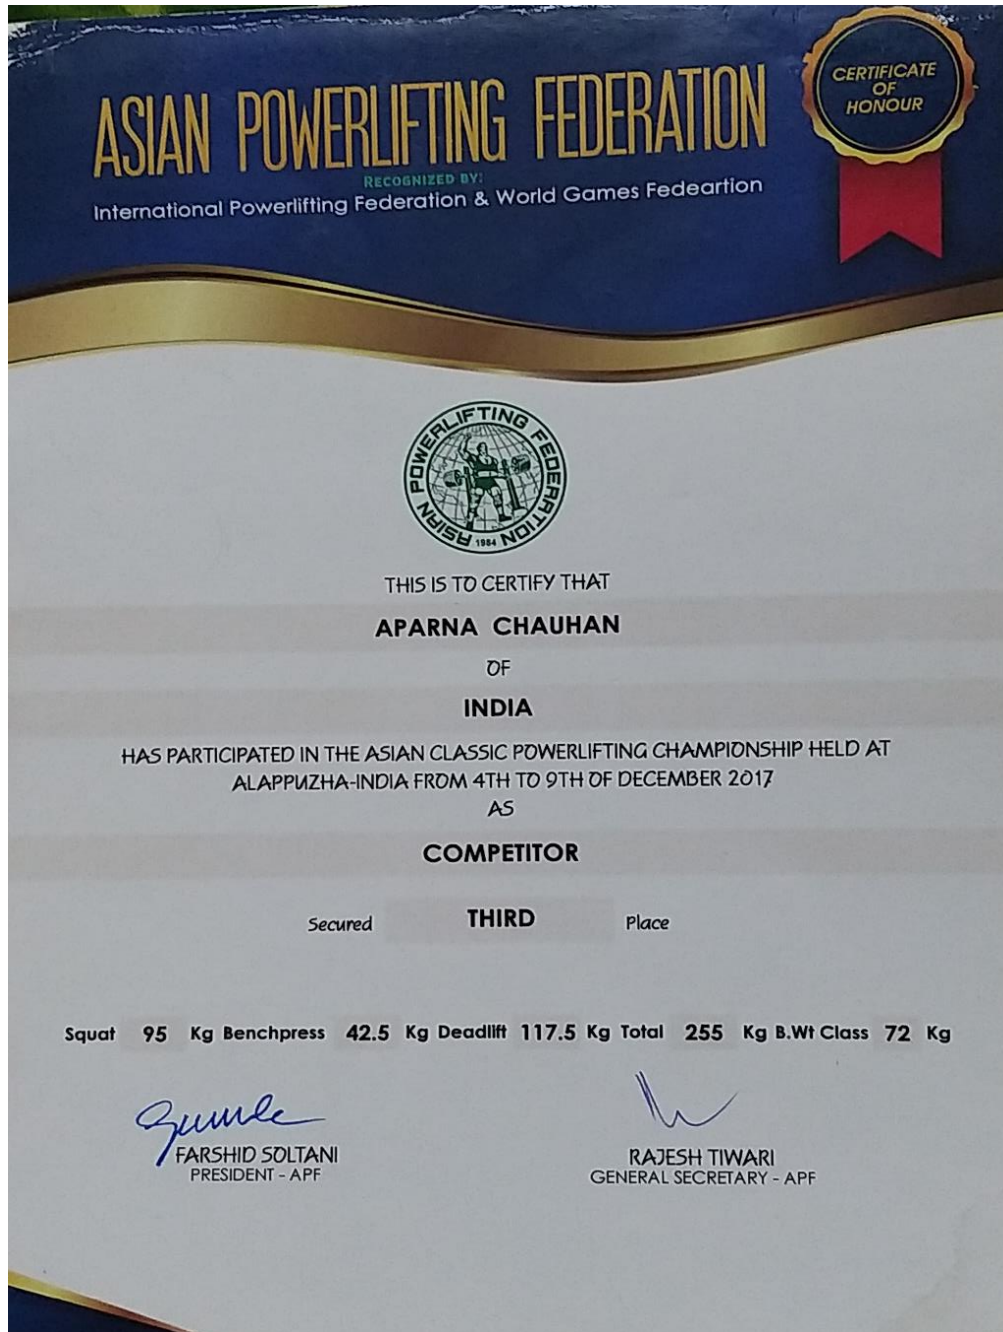 CERTIFICATE
OF
HONOUR
ASIAN POWERLIFTING FEDERATION
RECOGNIZED BY:
International Powerlifting Federation & World Games Fedeartion
ASIAN POWERLIFTING FEDERATION
1984
THIS IS TO CERTIFY THAT
APARNA CHAUHAN
OF
INDIA
HAS PARTICIPATED IN THE ASIAN CLASSIC POWERLIFTING CHAMPIONSHIP HELD AT
ALAPPUZHA-INDIA FROM 4TH TO 9TH OF DECEMBER 2017
AS
COMPETITOR
Secured THIRD Place
Squat 95 Kg Benchpress 42.5 Kg Deadlift 117.5 Kg Total 255 Kg B.Wt Class 72 Kg
FARSHID SOLTANI
PRESIDENT - APF
RAJESH TIWARI
GENERAL SECRETARY - APF